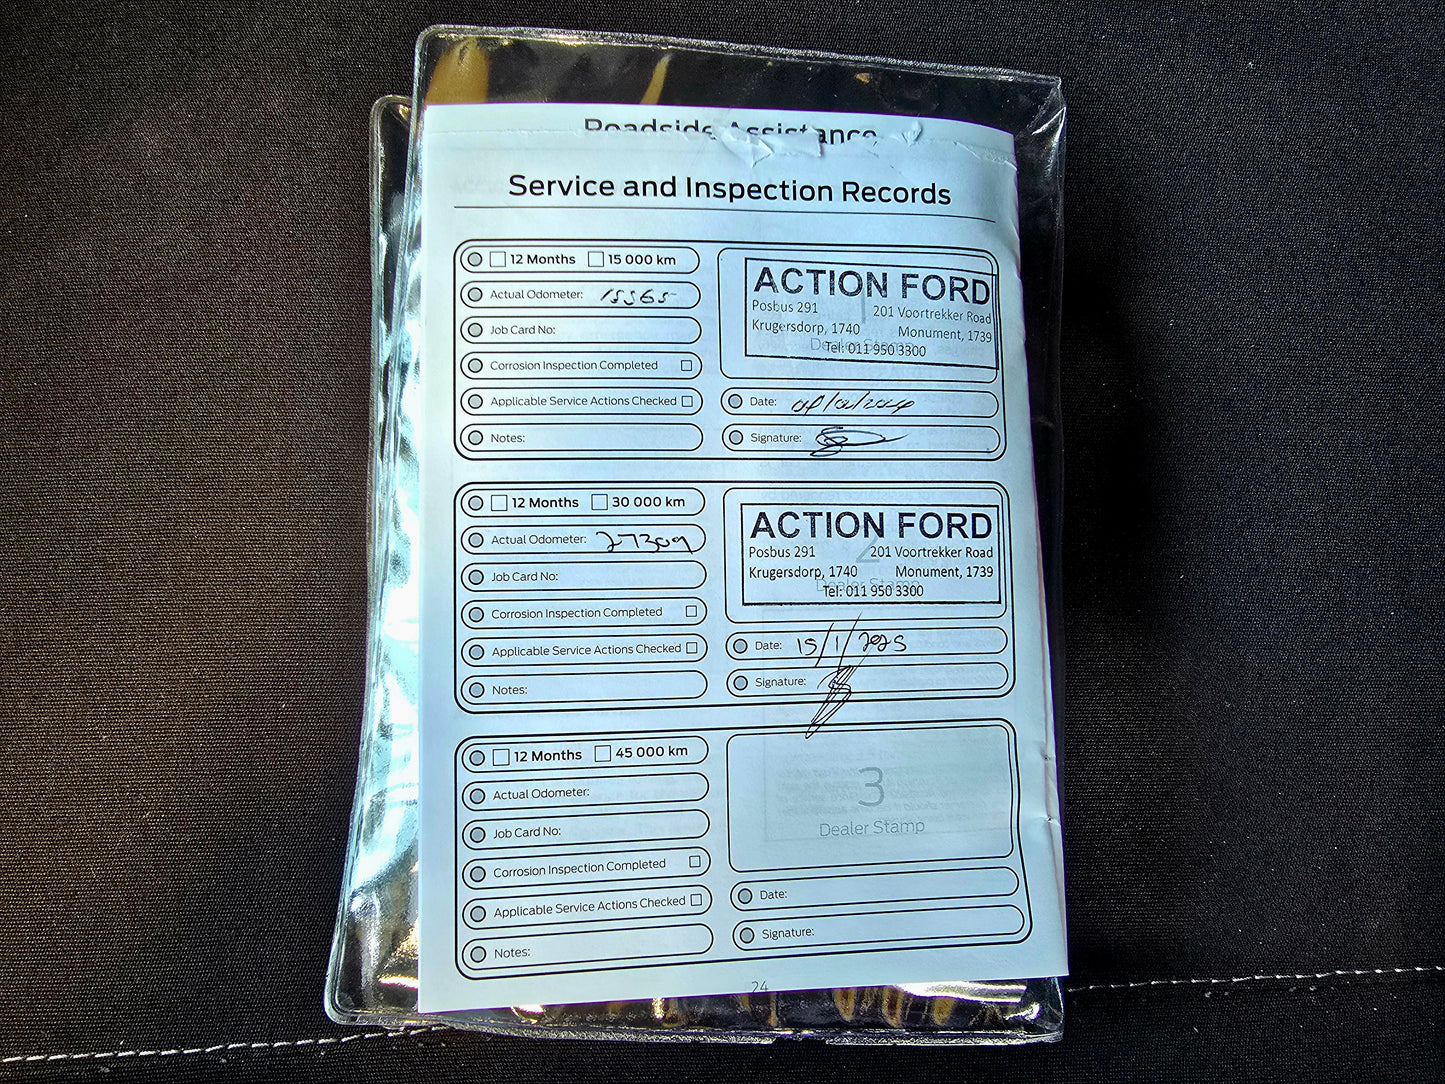 Roadside Assistance
Service and Inspection Records
12 Months 15 000 km
Actual Odometer: 15565
Job Card No:
Corrosion Inspection Completed
Applicable Service Actions Checked
Notes:
ACTION FORD
Posbus 291 201 Voortrekker Road
Krugersdorp, 1740 Monument, 1739
Dealer Stamp
Tel: 011 950 3300
Date:
Signature:
12 Months 30 000 km
Actual Odometer: 27309
Job Card No:
Corrosion Inspection Completed
Applicable Service Actions Checked
Notes:
ACTION FORD
2
Posbus 291 201 Voortrekker Road
Krugersdorp, 1740 Monument, 1739
Dealer Stamp
Tel: 011 950 3300
Date: 15/1/2025
Signature:
12 Months 45 000 km
Actual Odometer:
Job Card No:
Corrosion Inspection Completed
Applicable Service Actions Checked
Notes:
3
Dealer Stamp
Date:
Signature:
24